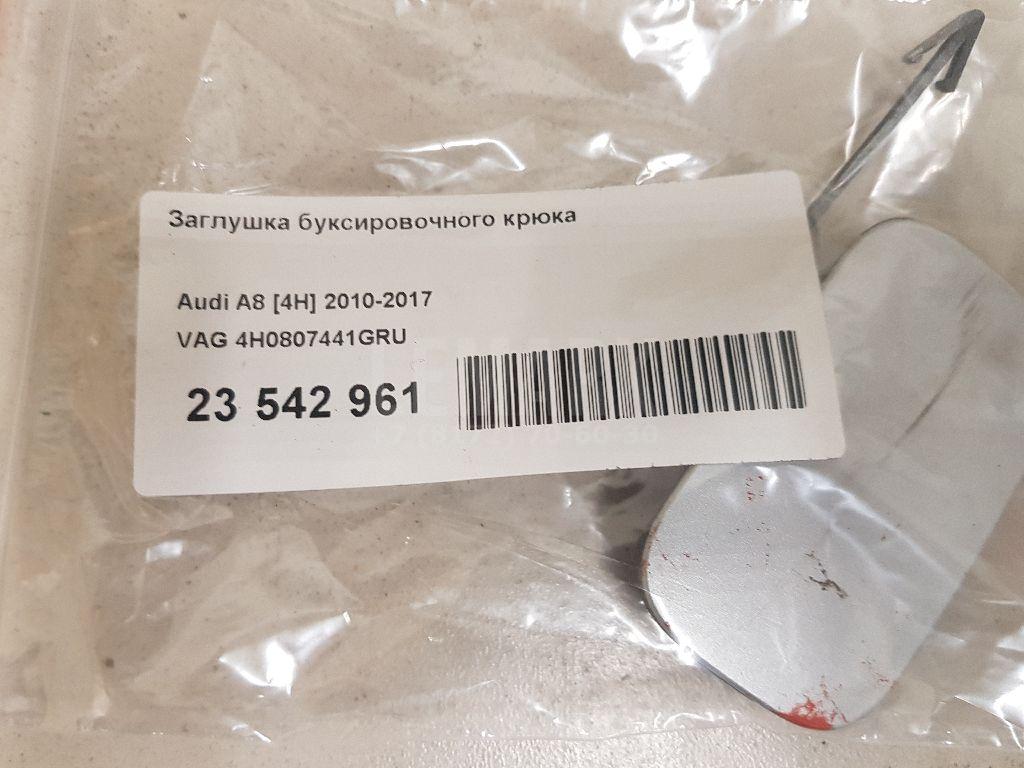 Заглушка буксировочного крюка
Audi A8 [4H] 2010-2017
VAG 4H0807441GRU
23 542 961